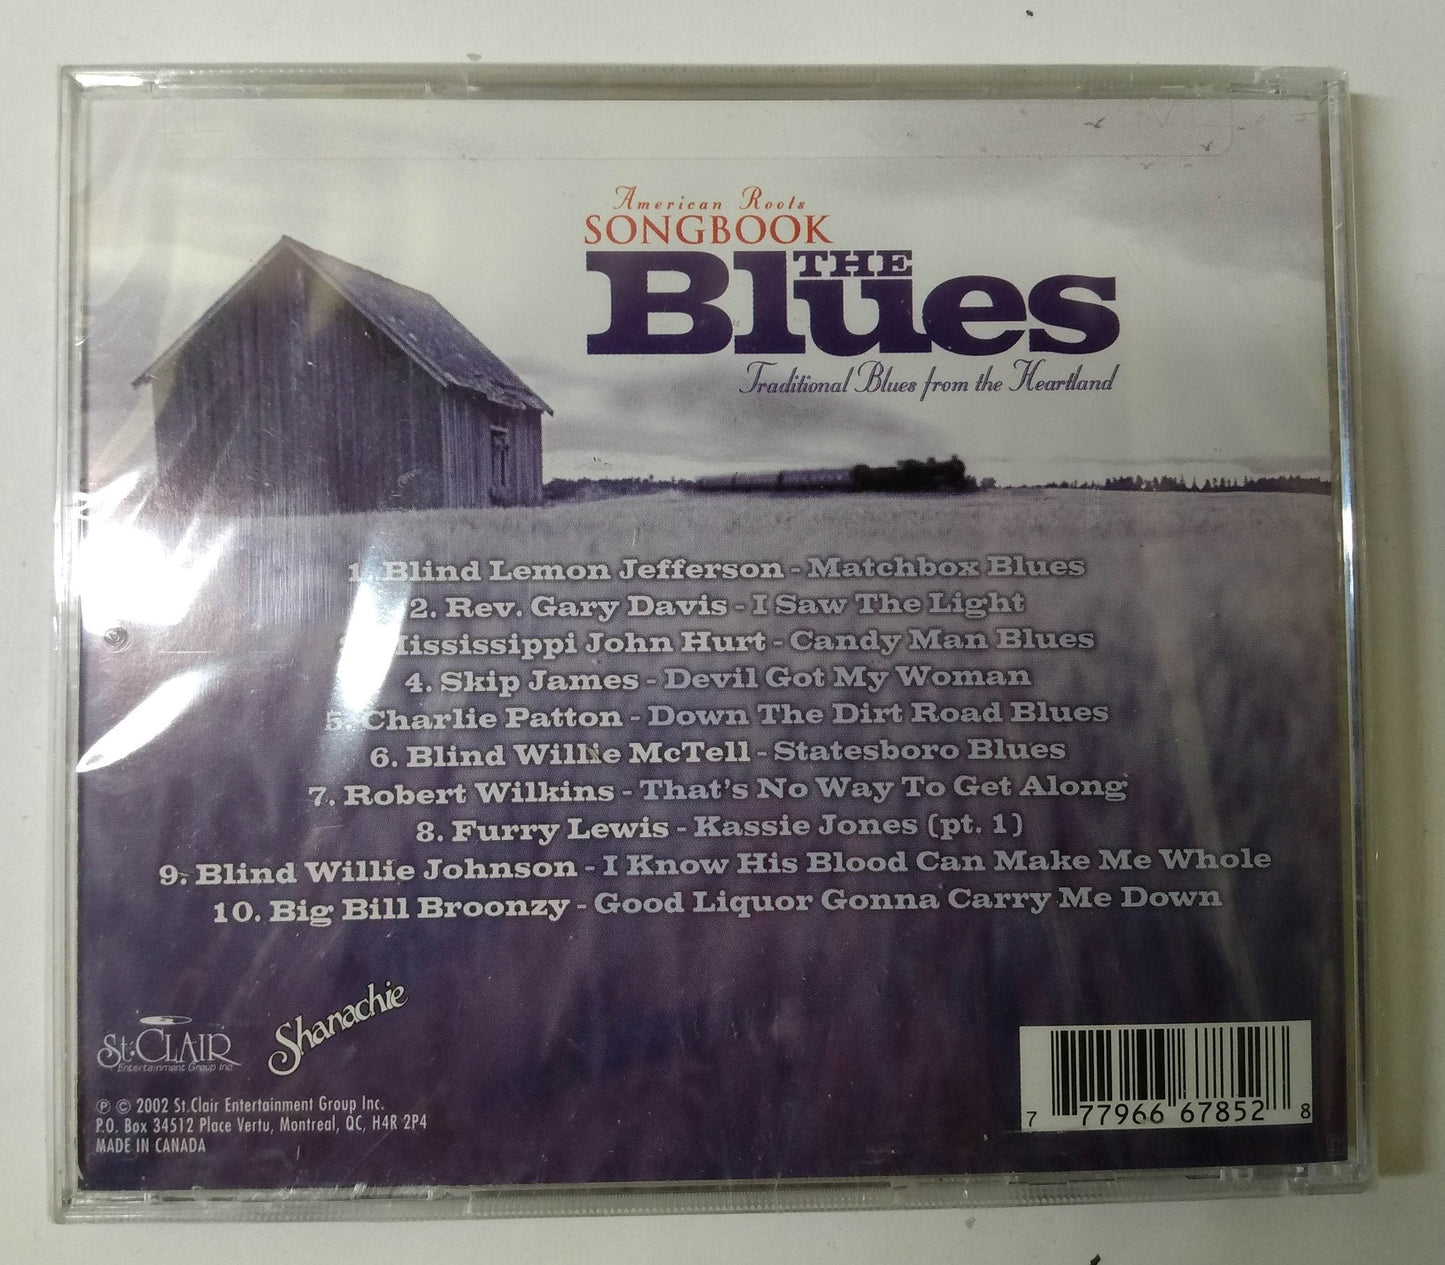 American Roots
SONGBOOK
THE
Blues
Traditional Blues from the Heartland
1. Blind Lemon Jefferson - Matchbox Blues
2. Rev. Gary Davis - I Saw The Light
Mississippi John Hurt - Candy Man Blues
4. Skip James - Devil Got My Woman
5. Charlie Patton - Down The Dirt Road Blues
6. Blind Willie McTell - Statesboro Blues
7. Robert Wilkins - That's No Way To Get Along
8. Furry Lewis - Kassie Jones (pt. 1)
9. Blind Willie Johnson - I Know His Blood Can Make Me Whole
10. Big Bill Broonzy - Good Liquor Gonna Carry Me Down
St. CLAIR
Entertainment Group Inc
Shanachie
℗ © 2002 St.Clair Entertainment Group Inc.
P.O. Box 34512 Place Vertu, Montreal, QC, H4R 2P4
MADE IN CANADA
7 77966 67852 8